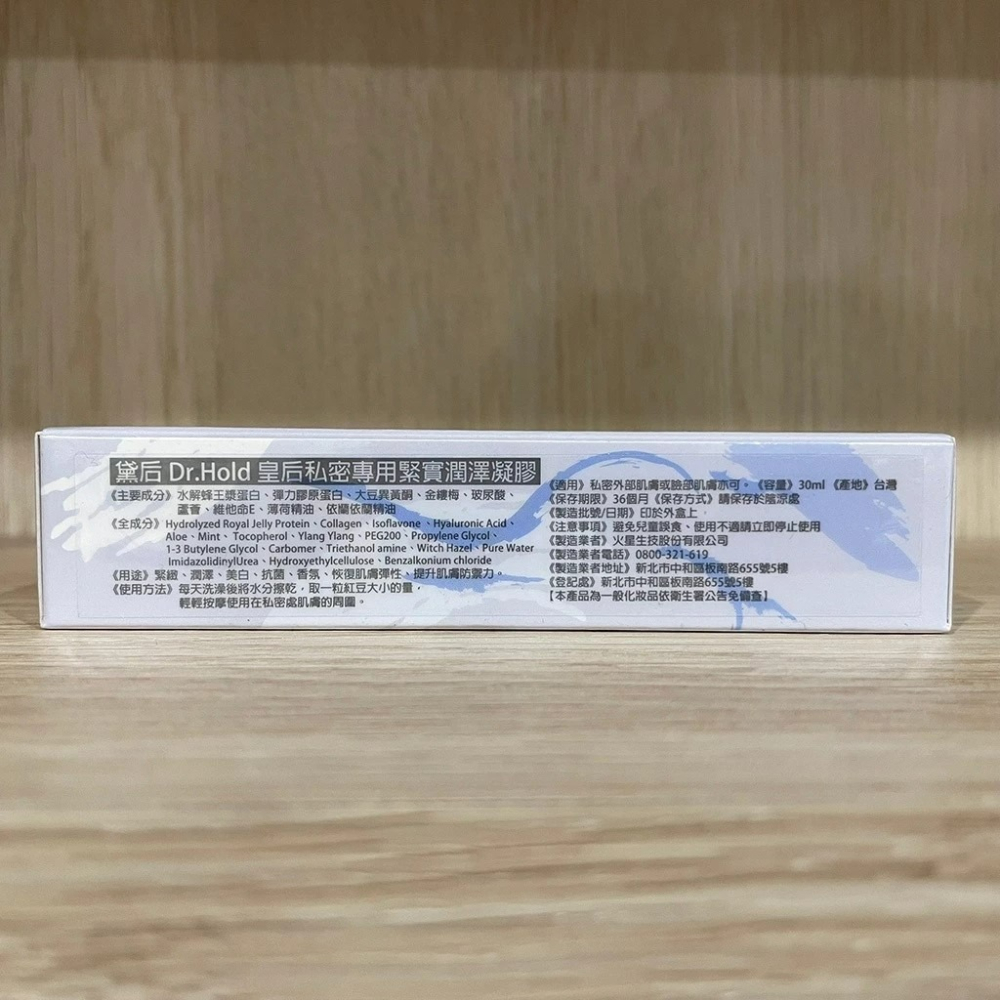 黛后 Dr.Hold 皇后私密專用緊實潤澤凝膠
《主要成分》水解蜂王漿蛋白、彈力膠原蛋白、大豆異黃酮、金縷梅、玻尿酸、
蘆薈、維他命E、薄荷精油、依蘭依蘭精油
《全成分》Hydrolyzed Royal Jelly Protein、Collagen、Isoflavone、Hyaluronic Acid、
Aloe、Mint、Tocopherol、Ylang Ylang、PEG200、Propylene Glycol、
1-3 Butylene Glycol、Carbomer、Triethanol amine、Witch Hazel、Pure Water
ImidazolidinylUrea、Hydroxyethylcellulose、Benzalkonium chloride
《用途》緊緻、潤澤、美白、抗菌、香氛、恢復肌膚彈性、提升肌膚防禦力。
《使用方法》每天洗澡後將水分擦乾，取一粒紅豆大小的量，
輕輕按摩使用在私密處肌膚的周圍。
《適用》私密外部肌膚或臉部肌膚亦可。《容量》30ml《產地》台灣
《保存期限》36個月《保存方式》請保存於陰涼處
《製造批號/日期》印於外盒上
《注意事項》避免兒童誤食、使用不適請立即停止使用
《製造業者》火星生技股份有限公司
《製造業者電話》0800-321-619
《製造業者地址》新北市中和區板南路655號5樓
《登記處》新北市中和區板南路655號5樓
【本產品為一般化妝品依衛生署公告免備查】